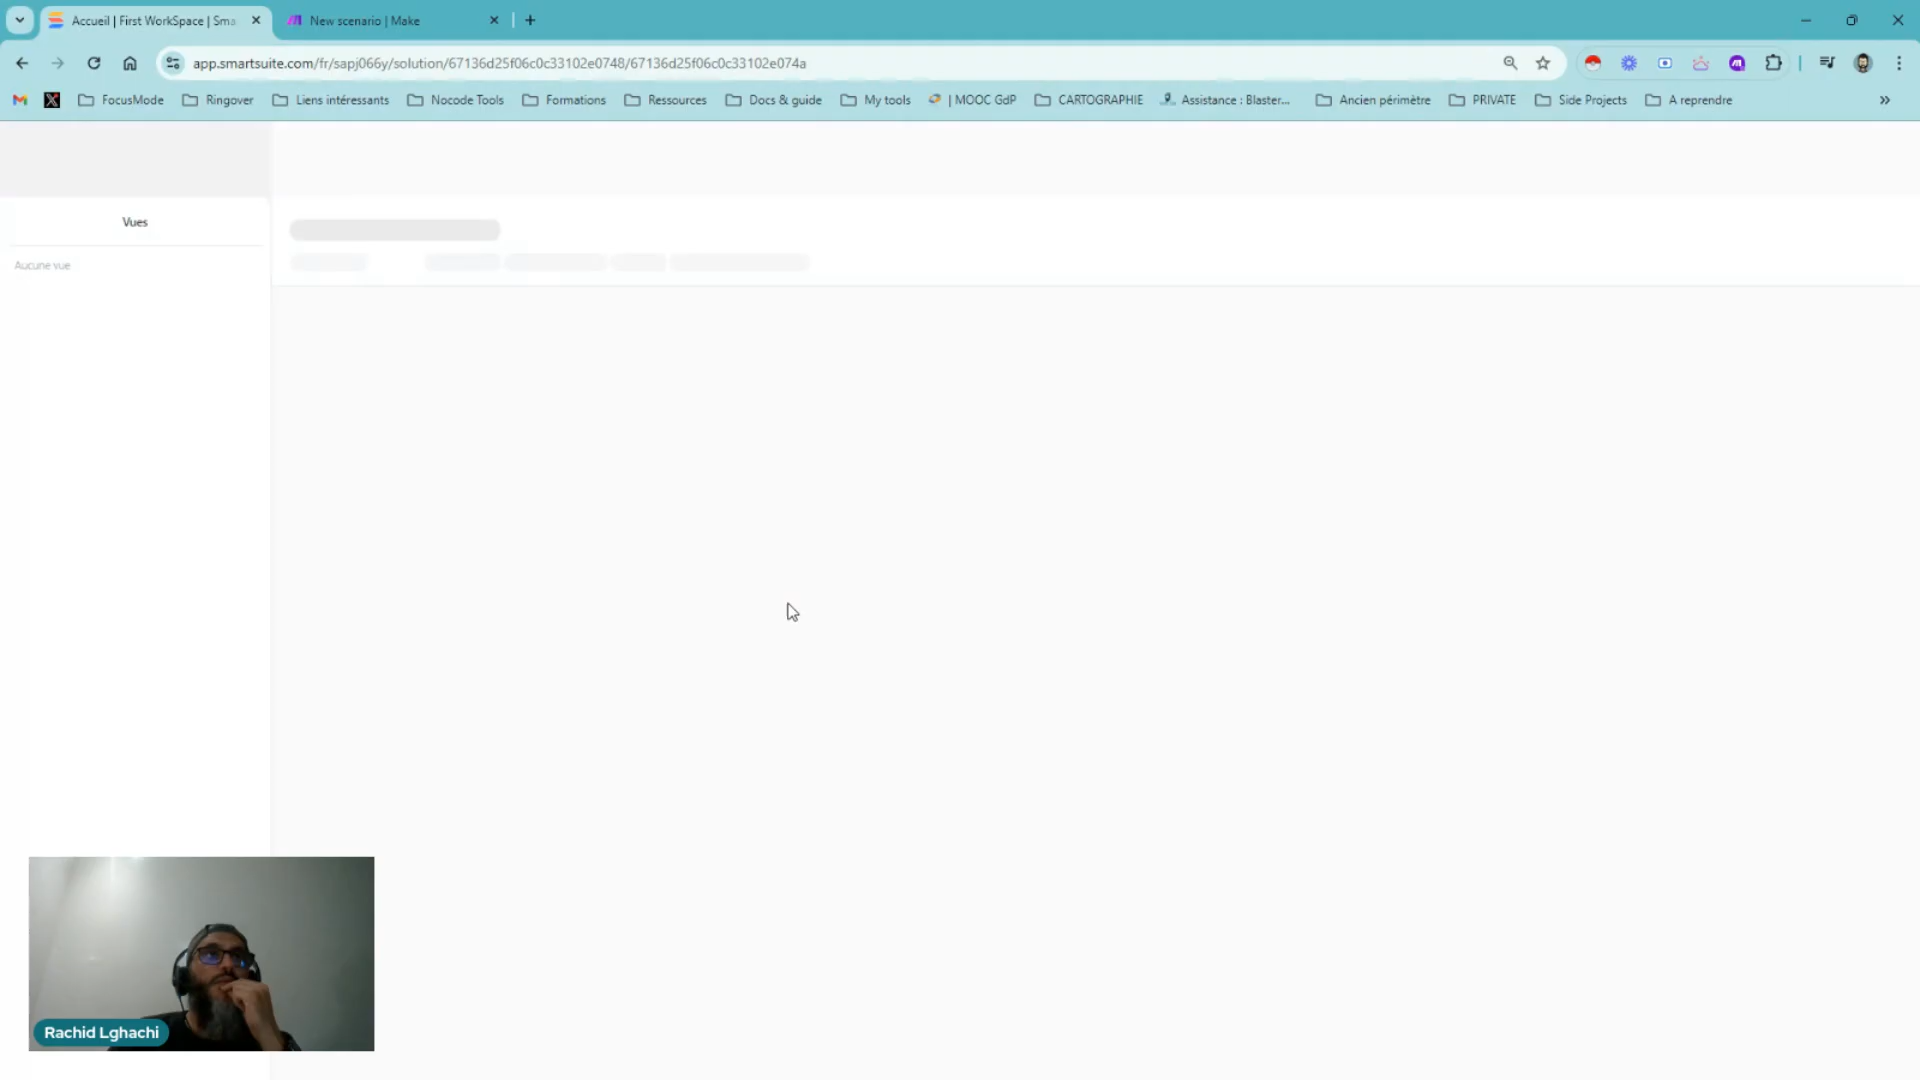 Accueil | First WorkSpace | Sma
New scenario | Make
app.smartsuite.com/fr/sapj066y/solution/67136d25f06c0c33102e0748/67136d25f06c0c33102e074a
FocusMode
Ringover
Liens intéressants
Nocode Tools
Formations
Ressources
Docs & guide
My tools
| MOOC GdP
CARTOGRAPHIE
Assistance : Blaster...
Ancien périmètre
PRIVATE
Side Projects
A reprendre
Vues
Aucune vue
Rachid Lghachi